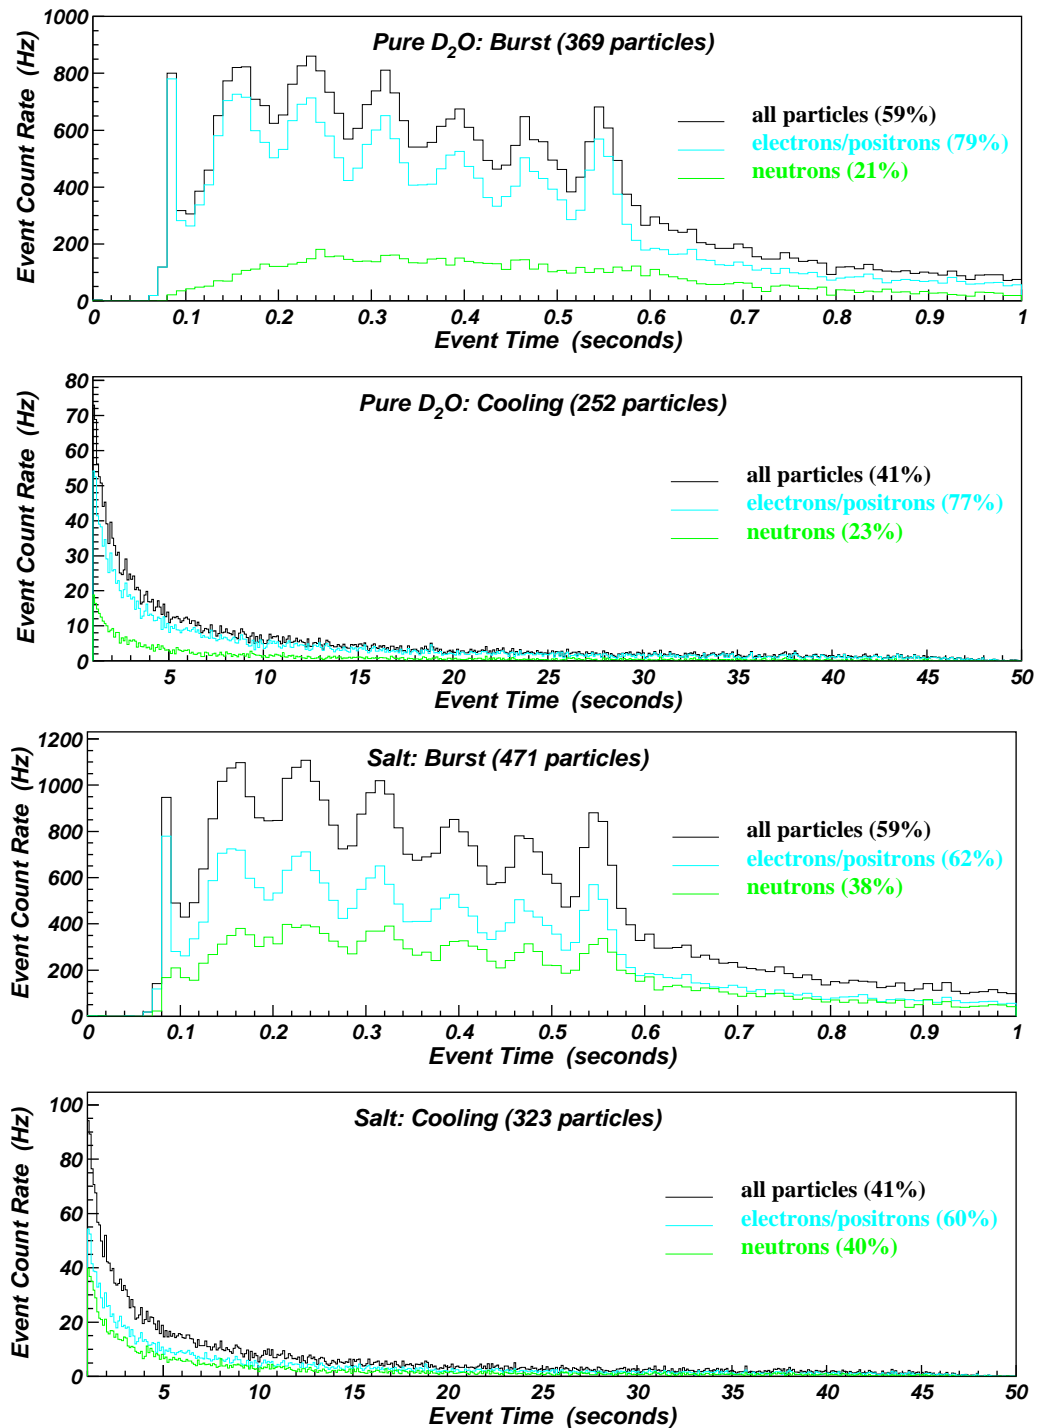 Pure D2O: Burst (369 particles)
Event Count Rate (Hz)
1000
800
600
400
200
0
all particles (59%)
electrons/positrons (79%)
neutrons (21%)
0 0.1 0.2 0.3 0.4 0.5 0.6 0.7 0.8 0.9 1
Event Time (seconds)
Pure D2O: Cooling (252 particles)
Event Count Rate (Hz)
80
70
60
50
40
30
20
10
0
all particles (41%)
electrons/positrons (77%)
neutrons (23%)
5 10 15 20 25 30 35 40 45 50
Event Time (seconds)
Salt: Burst (471 particles)
Event Count Rate (Hz)
1200
1000
800
600
400
200
0
all particles (59%)
electrons/positrons (62%)
neutrons (38%)
0 0.1 0.2 0.3 0.4 0.5 0.6 0.7 0.8 0.9 1
Event Time (seconds)
Salt: Cooling (323 particles)
Event Count Rate (Hz)
100
80
60
40
20
0
all particles (41%)
electrons/positrons (60%)
neutrons (40%)
5 10 15 20 25 30 35 40 45 50
Event Time (seconds)